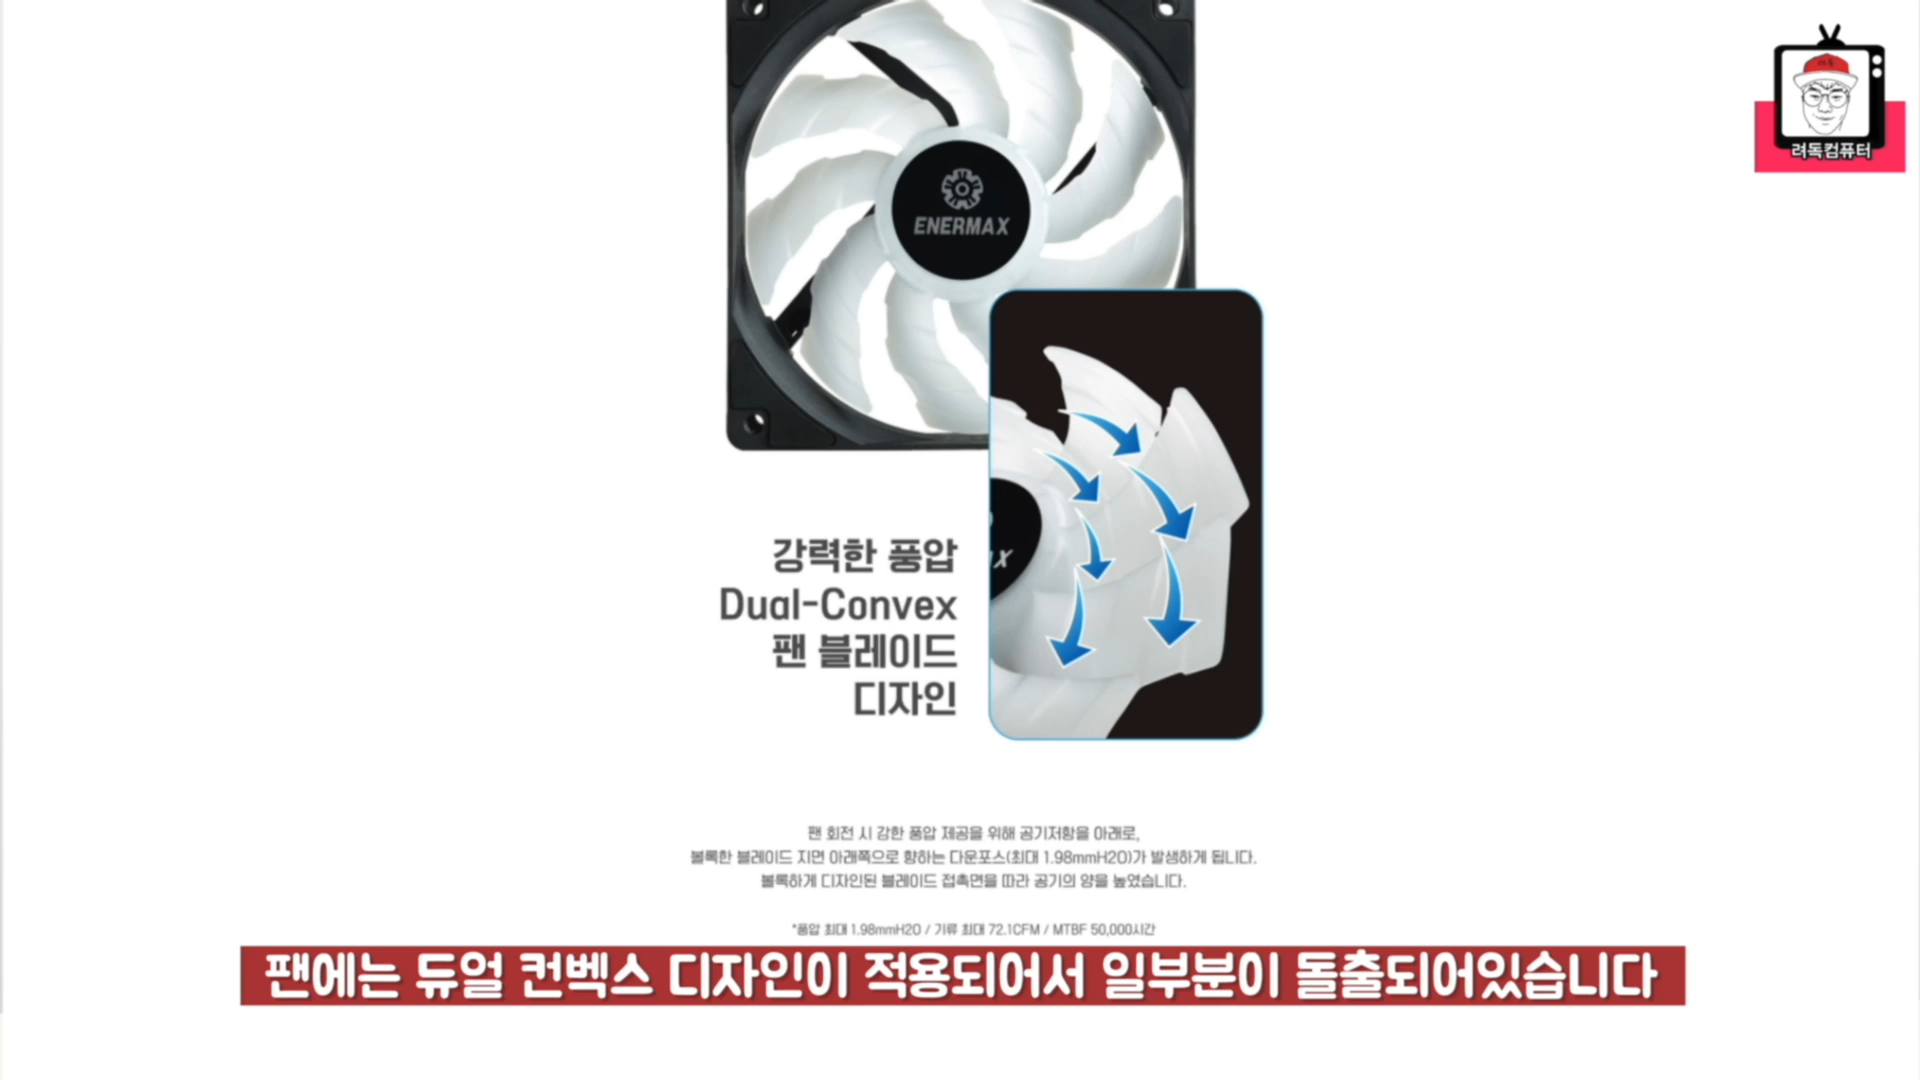 려독컴퓨터
ENERMAX
X
강력한 풍압
Dual-Convex
팬 블레이드
디자인
팬 회전 시 강한 풍압 제공을 위해 공기저항을 아래로,
볼록한 블레이드 지면 아래쪽으로 향하는 다운포스(최대 1.98mmH2O)가 발생하게 됩니다.
볼록하게 디자인된 블레이드 접촉면을 따라 공기의 양을 높였습니다.
*풍압 최대 1.98mmH2O / 기류 최대 72.1CFM / MTBF 50,000시간
팬에는 듀얼 컨벡스 디자인이 적용되어서 일부분이 돌출되어있습니다